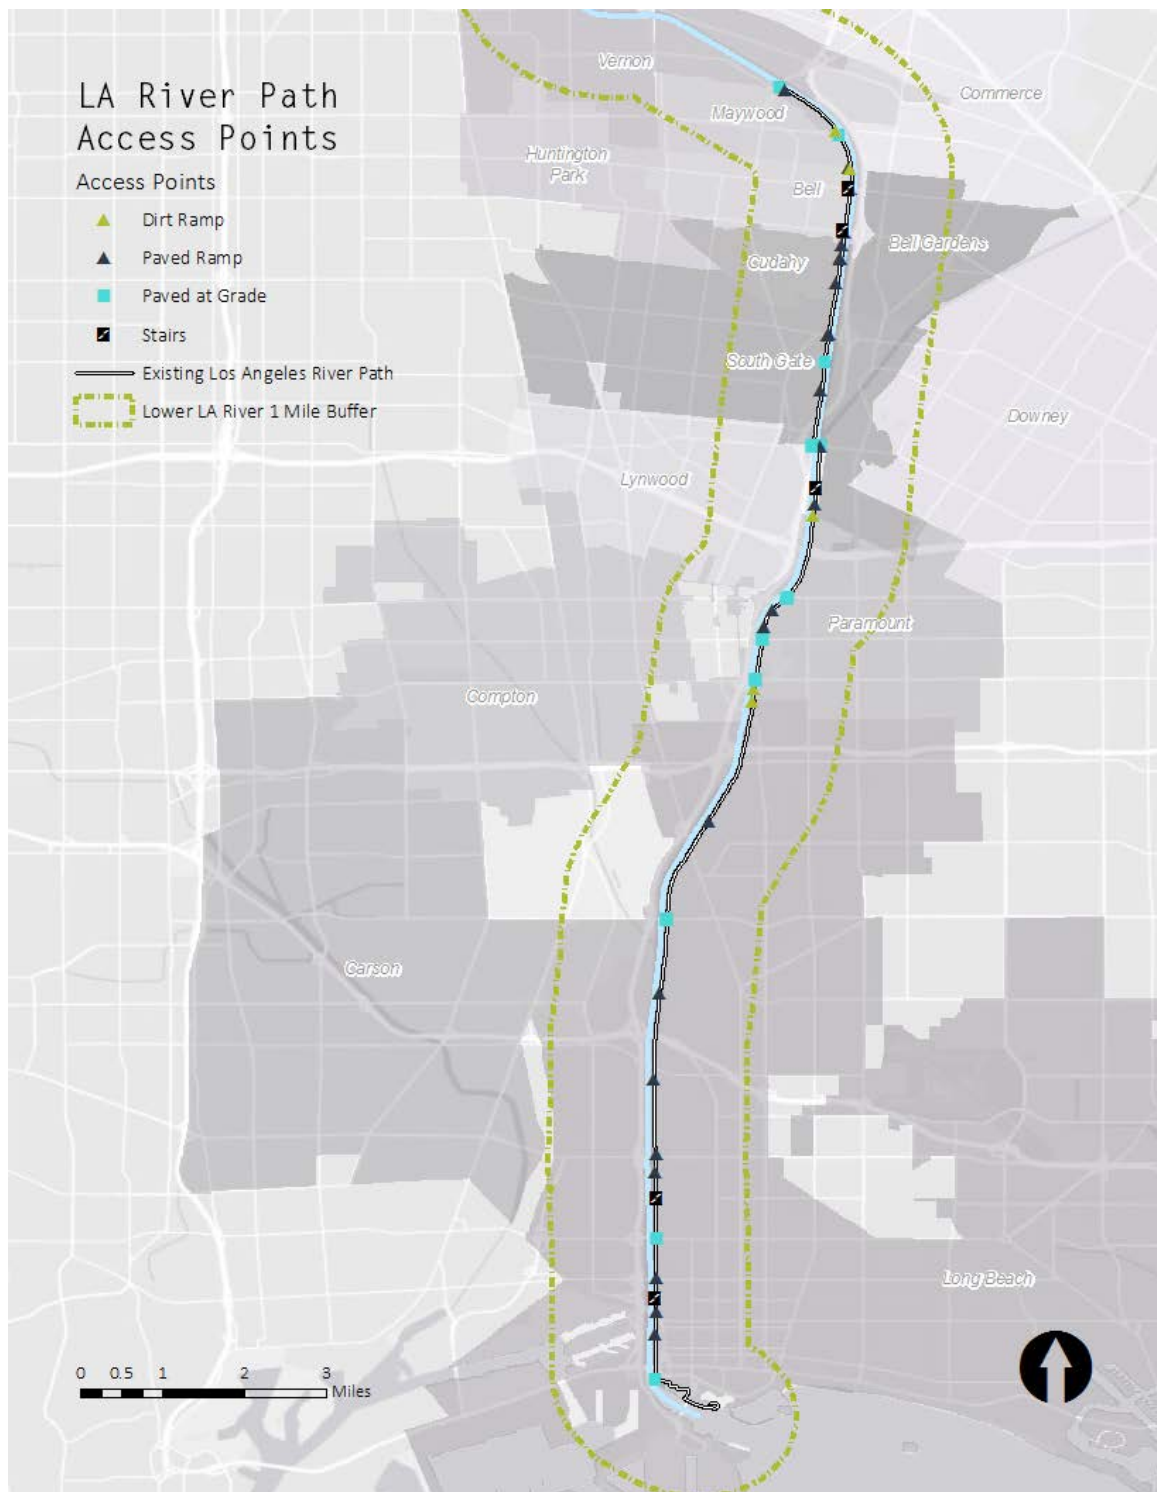 LA River Path
Access Points
Access Points
Dirt Ramp
Paved Ramp
Paved at Grade
Stairs
Existing Los Angeles River Path
Lower LA River 1 Mile Buffer
Vernon
Commerce
Maywood
Huntington
Park
Bell
Bell Gardens
Cudahy
South Gate
Downey
Lynwood
Paramount
Compton
Carson
Long Beach
0 0.5 1 2 3
Miles